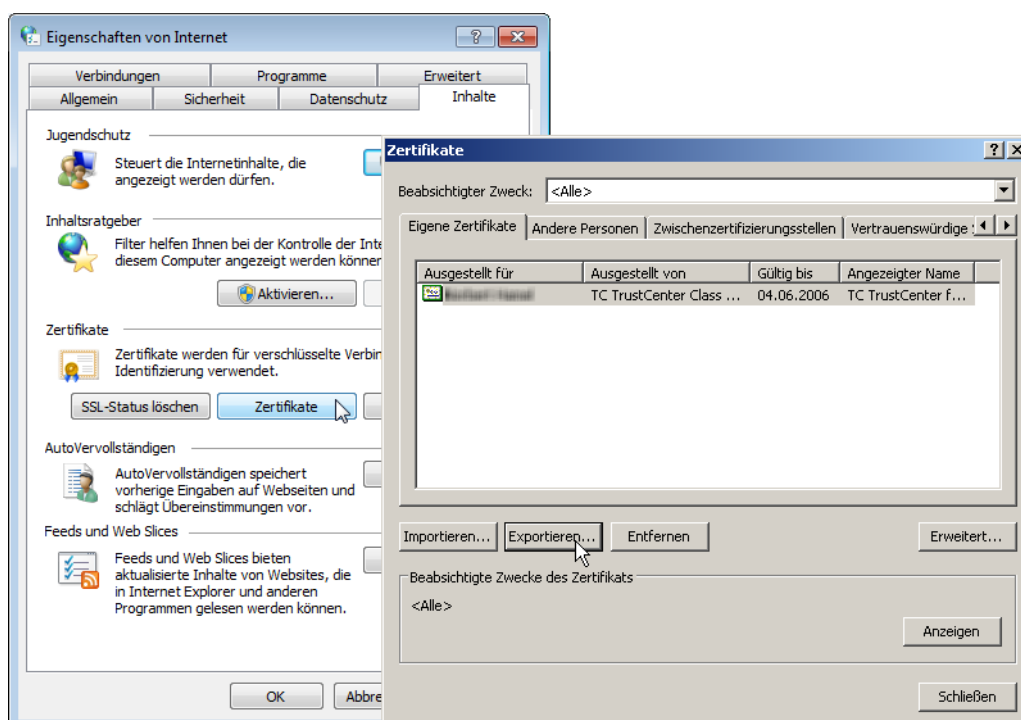 Eigenschaften von Internet
Verbindungen Programme Erweitert
Allgemein Sicherheit Datenschutz Inhalte
Jugendschutz
Steuert die Internetinhalte, die
angezeigt werden dürfen.
Inhaltsratgeber
Filter helfen Ihnen bei der Kontrolle der
diesem Computer angezeigt werden
Aktivieren...
Zertifikate
Zertifikate werden für verschlüsselte
Identifizierung verwendet.
SSL-Status löschen Zertifikate
AutoVervollständigen
AutoVervollständigen speichert
vorherige Eingaben auf Webseiten und
schlägt Übereinstimmungen vor.
Feeds und Web Slices
Feeds und Web Slices bieten
aktualisierte Inhalte von Websites, die
in Internet Explorer und anderen
Programmen gelesen werden können.
OK Abbre
Zertifikate
Beabsichtigter Zweck: <Alle>
Eigene Zertifikate Andere Personen Zwischenzertifizierungsstellen Vertrauenswürdige
Ausgestellt für Ausgestellt von Gültig bis Angezeigter Name
TC TrustCenter Class ... 04.06.2006 TC TrustCenter f...
Importieren... Exportieren... Entfernen Erweitert...
Beabsichtigte Zwecke des Zertifikats
<Alle>
Anzeigen
Schließen